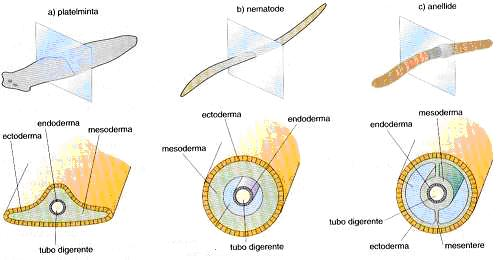 a) platelminta
b) nematode
c) anellide
endoderma
ectoderma
mesoderma
tubo digerente
ectoderma
endoderma
mesoderma
tubo digerente
mesoderma
endoderma
tubo digerente
ectoderma
mesentere